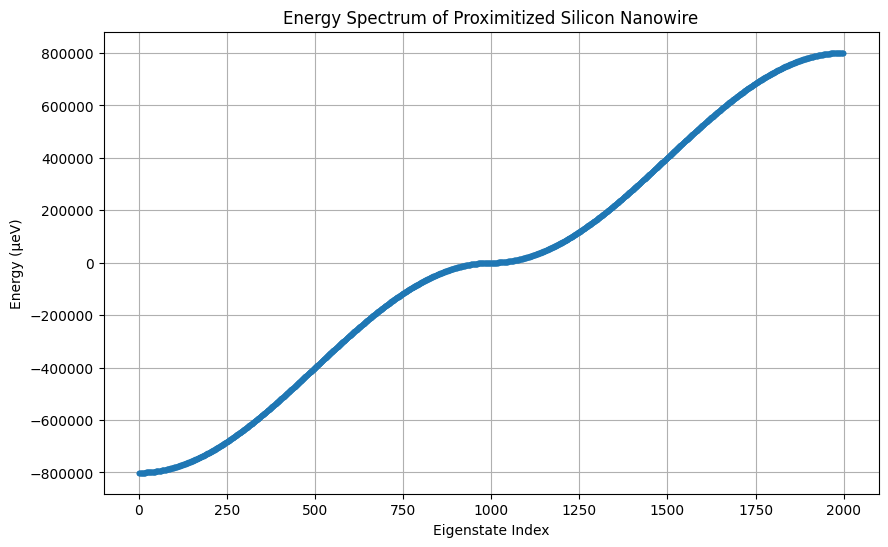 Energy Spectrum of Proximitized Silicon Nanowire
800000
600000
400000
200000
0
−200000
−400000
−600000
−800000
Energy (μeV)
0 250 500 750 1000 1250 1500 1750 2000
Eigenstate Index